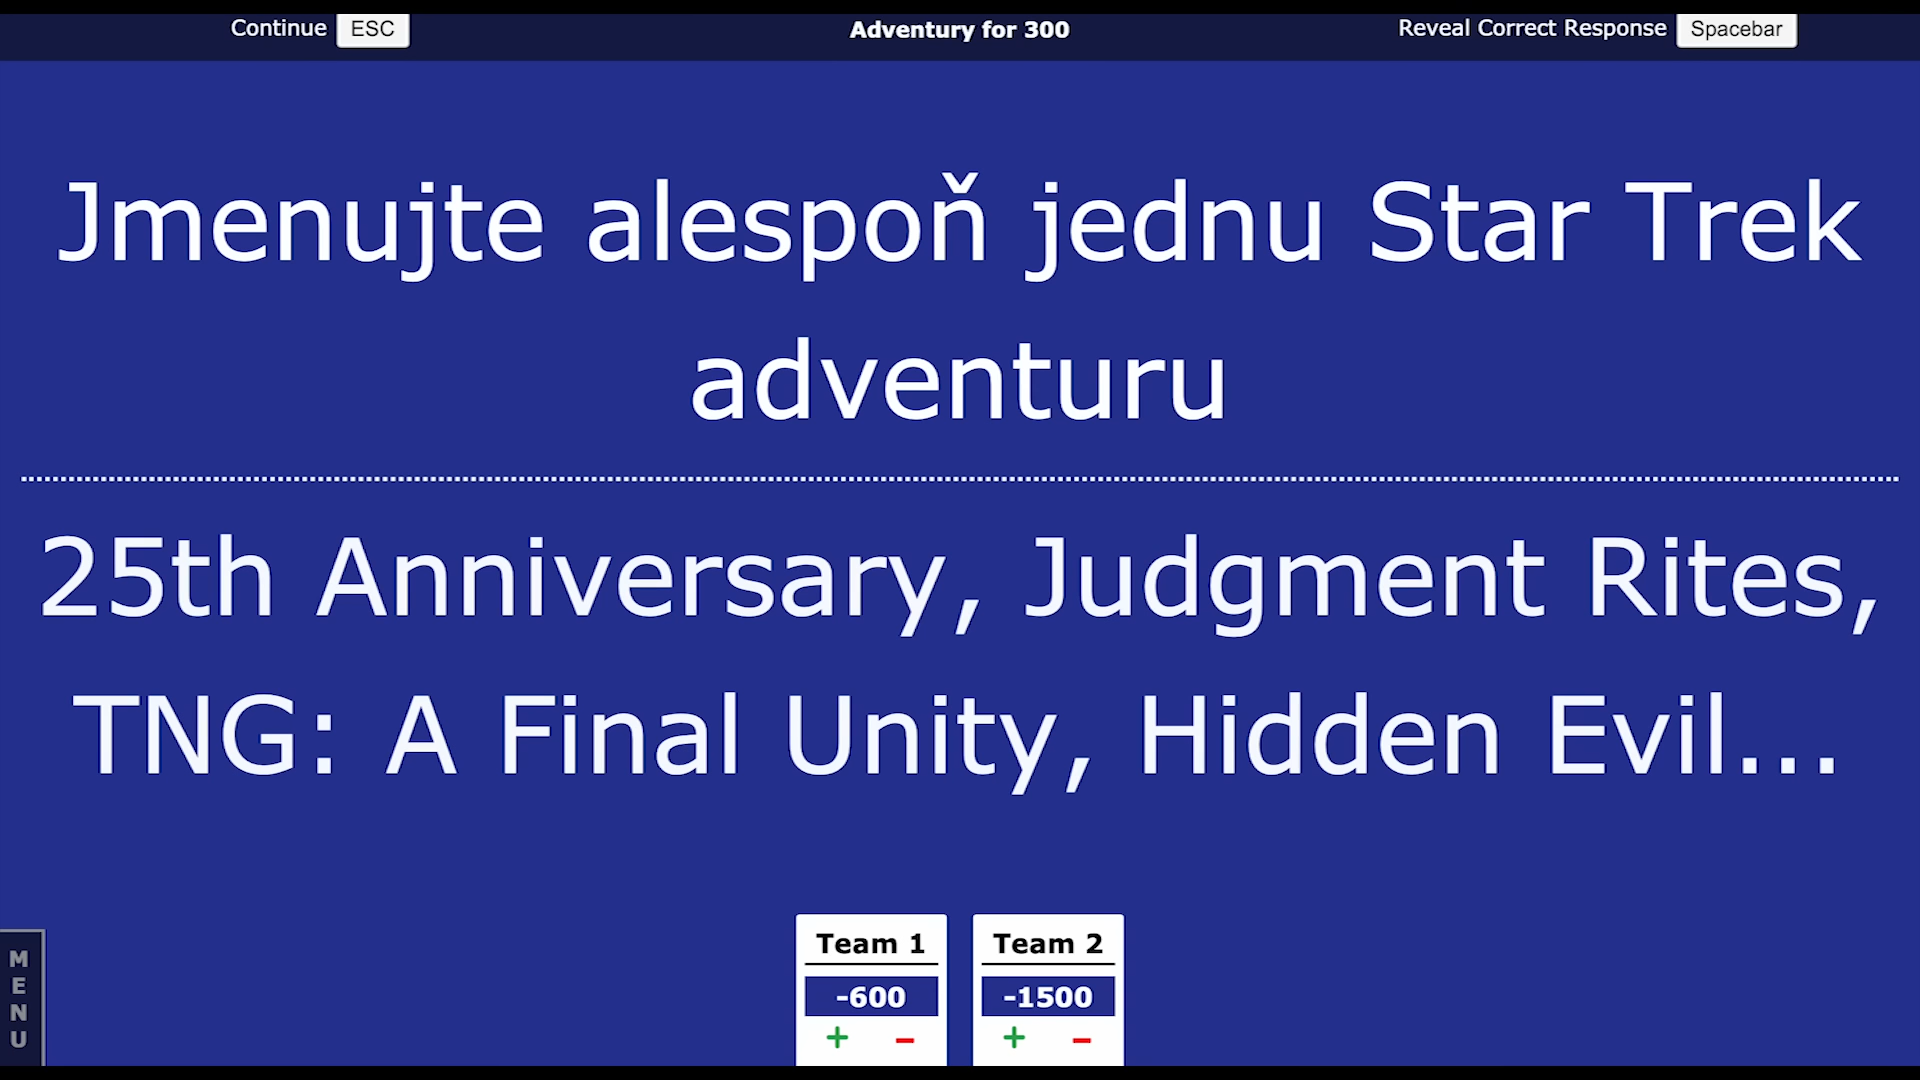 Continue ESC Adventury for 300 Reveal Correct Response Spacebar
Jmenujte alespoň jednu Star Trek
adventuru
25th Anniversary, Judgment Rites,
TNG: A Final Unity, Hidden Evil...
MENU
Team 1 Team 2
-600 -1500
+ - + -